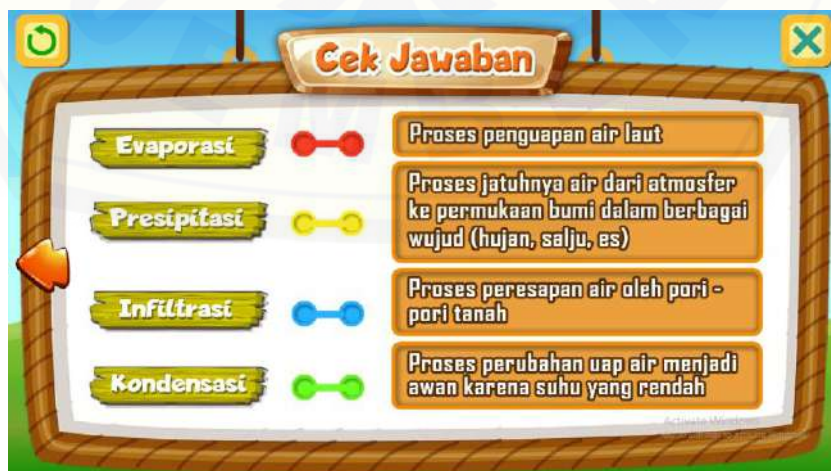 Cek Jawaban
Evaporasi
Proses penguapan air laut
Presipitasi
Proses jatuhnya air dari atmosfer
ke permukaan bumi dalam berbagai
wujud (hujan, salju, es)
Infiltrasi
Proses peresapan air oleh pori -
pori tanah
Kondensasi
Proses perubahan uap air menjadi
awan karena suhu yang rendah
Activate Windows